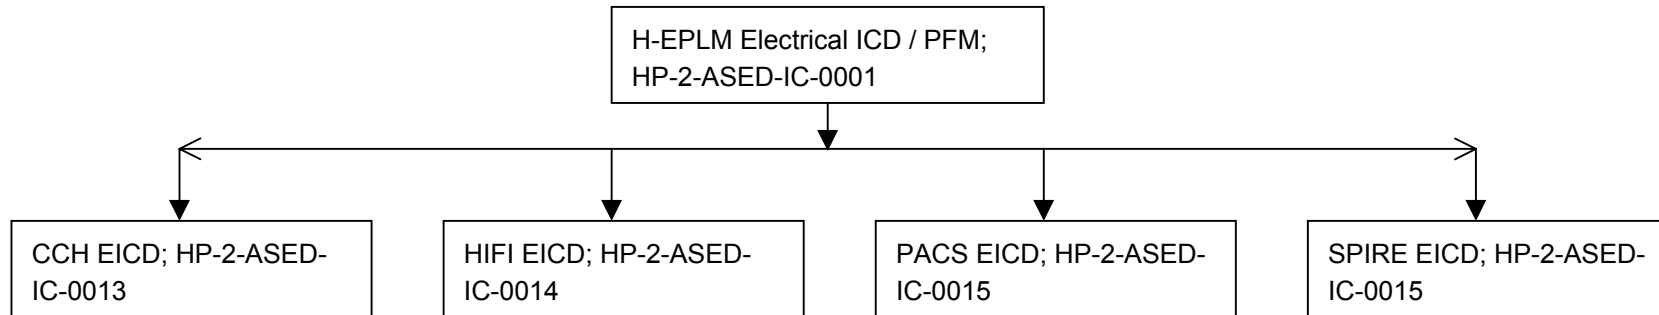 H-EPLM Electrical ICD / PFM;
HP-2-ASED-IC-0001
CCH EICD; HP-2-ASED-
IC-0013
HIFI EICD; HP-2-ASED-
IC-0014
PACS EICD; HP-2-ASED-
IC-0015
SPIRE EICD; HP-2-ASED-
IC-0015